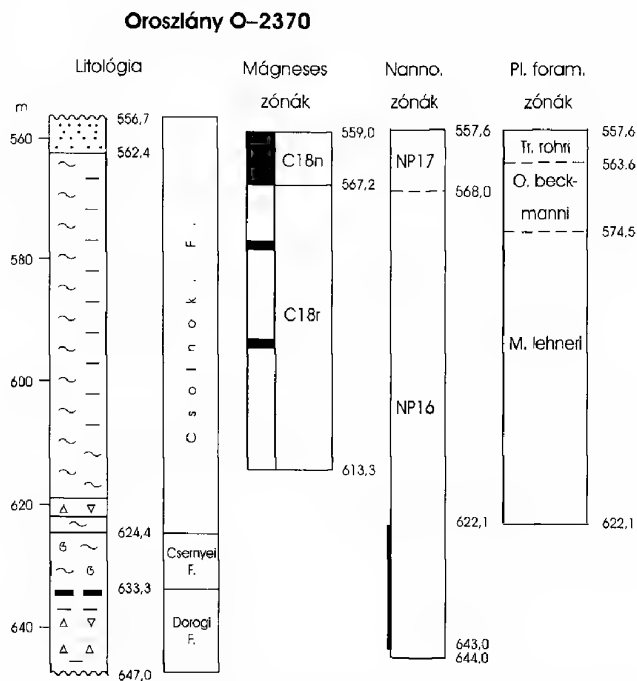 Oroszlány O–2370
Litológia
Mágneses zónák
Nanno. zónák
Pl. foram. zónák
m
560
580
600
620
640
556,7
562,4
624,4
633,3
647,0
Csolnok. F.
Csernyei F.
Dorogi F.
559,0
C18n
567,2
C18r
613,3
557,6
NP17
568,0
NP16
622,1
643,0
644,0
557,6
Tr. rohri
563,6
O. beck-
manni
574,5
M. lehneri
622,1